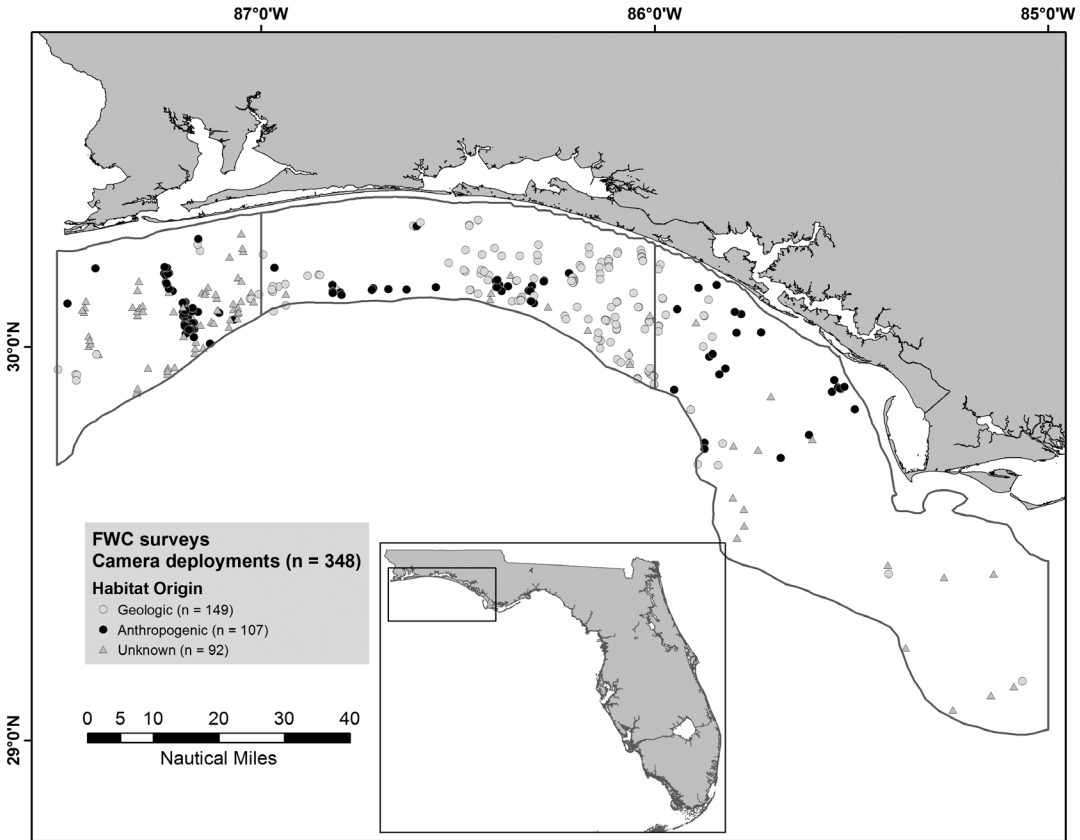 87°0'W
86°0'W
85°0'W
30°0'N
29°0'N
FWC surveys
Camera deployments (n = 348)
Habitat Origin
Geologic (n = 149)
Anthropogenic (n = 107)
Unknown (n = 92)
0 5 10 20 30 40
Nautical Miles